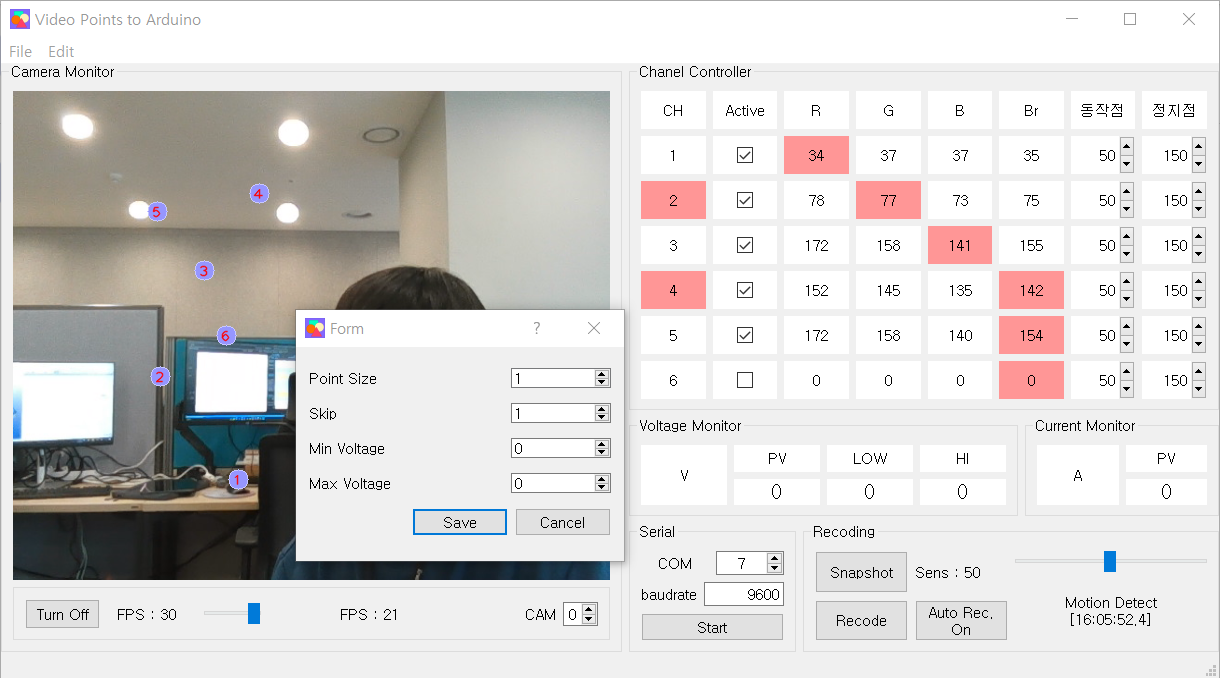 Video Points to Arduino
File Edit
Camera Monitor
4
5
3
6
2
1
Form ?
Point Size 1
Skip 1
Min Voltage 0
Max Voltage 0
Save Cancel
Turn Off FPS : 30 FPS : 21 CAM 0
Chanel Controller
CH Active R G B Br 동작점 정지점
1 34 37 37 35 50 150
2 78 77 73 75 50 150
3 172 158 141 155 50 150
4 152 145 135 142 50 150
5 172 158 140 154 50 150
6 0 0 0 0 50 150
Voltage Monitor
V PV LOW HI
0 0 0
Current Monitor
A PV
0
Serial
COM 7
baudrate 9600
Start
Recoding
Snapshot Sens : 50
Recode Auto Rec,
On
Motion Detect
[16:05:52,4]